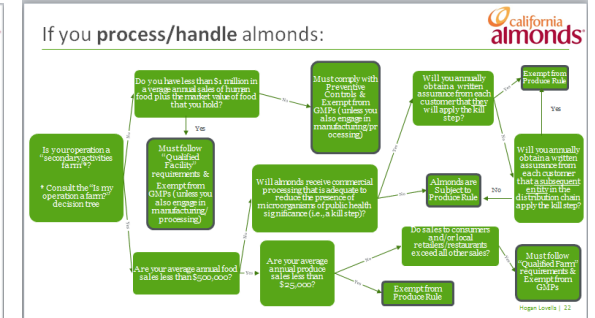 If you process/handle almonds:
california
almonds®
Do you have less than $1 million in
average annual sales of human
food plus the market value of food
that you hold?
No
Must comply with
Preventive
Controls &
Exempt from
GMPs (unless you
also engage in
manufacturing/pr
ocessing)
Will you annually
obtain a written
assurance from each
customer that they
will apply the kill
step?
Yes
Exempt from
Produce Rule
Yes
Yes
Is your operation a
"secondary activities
farm"?
* Consult the "Is my
operation a farm?"
decision tree
Must follow
"Qualified
Facility"
requirements &
Exempt from
GMPs (unless you
also engage in
manufacturing/
processing)
Will almonds receive commercial
processing that is adequate to
reduce the presence of
microorganisms of public health
significance (i.e., a kill step)?
Yes
No
Almonds are
Subject to
Produce Rule
No
Will you annually
obtain a written
assurance from
each customer
that a subsequent
entity in the
distribution chain
apply the kill step?
Are your average annual food
sales less than $500,000?
Yes
Are your average
annual produce
sales less than
$25,000?
No
Yes
Do sales to consumers
and/or local
retailers/restaurants
exceed all other sales?
Yes
Exempt from
Produce Rule
Must follow
"Qualified Farm"
requirements &
Exempt from
GMPs
Hogan Lovells | 22